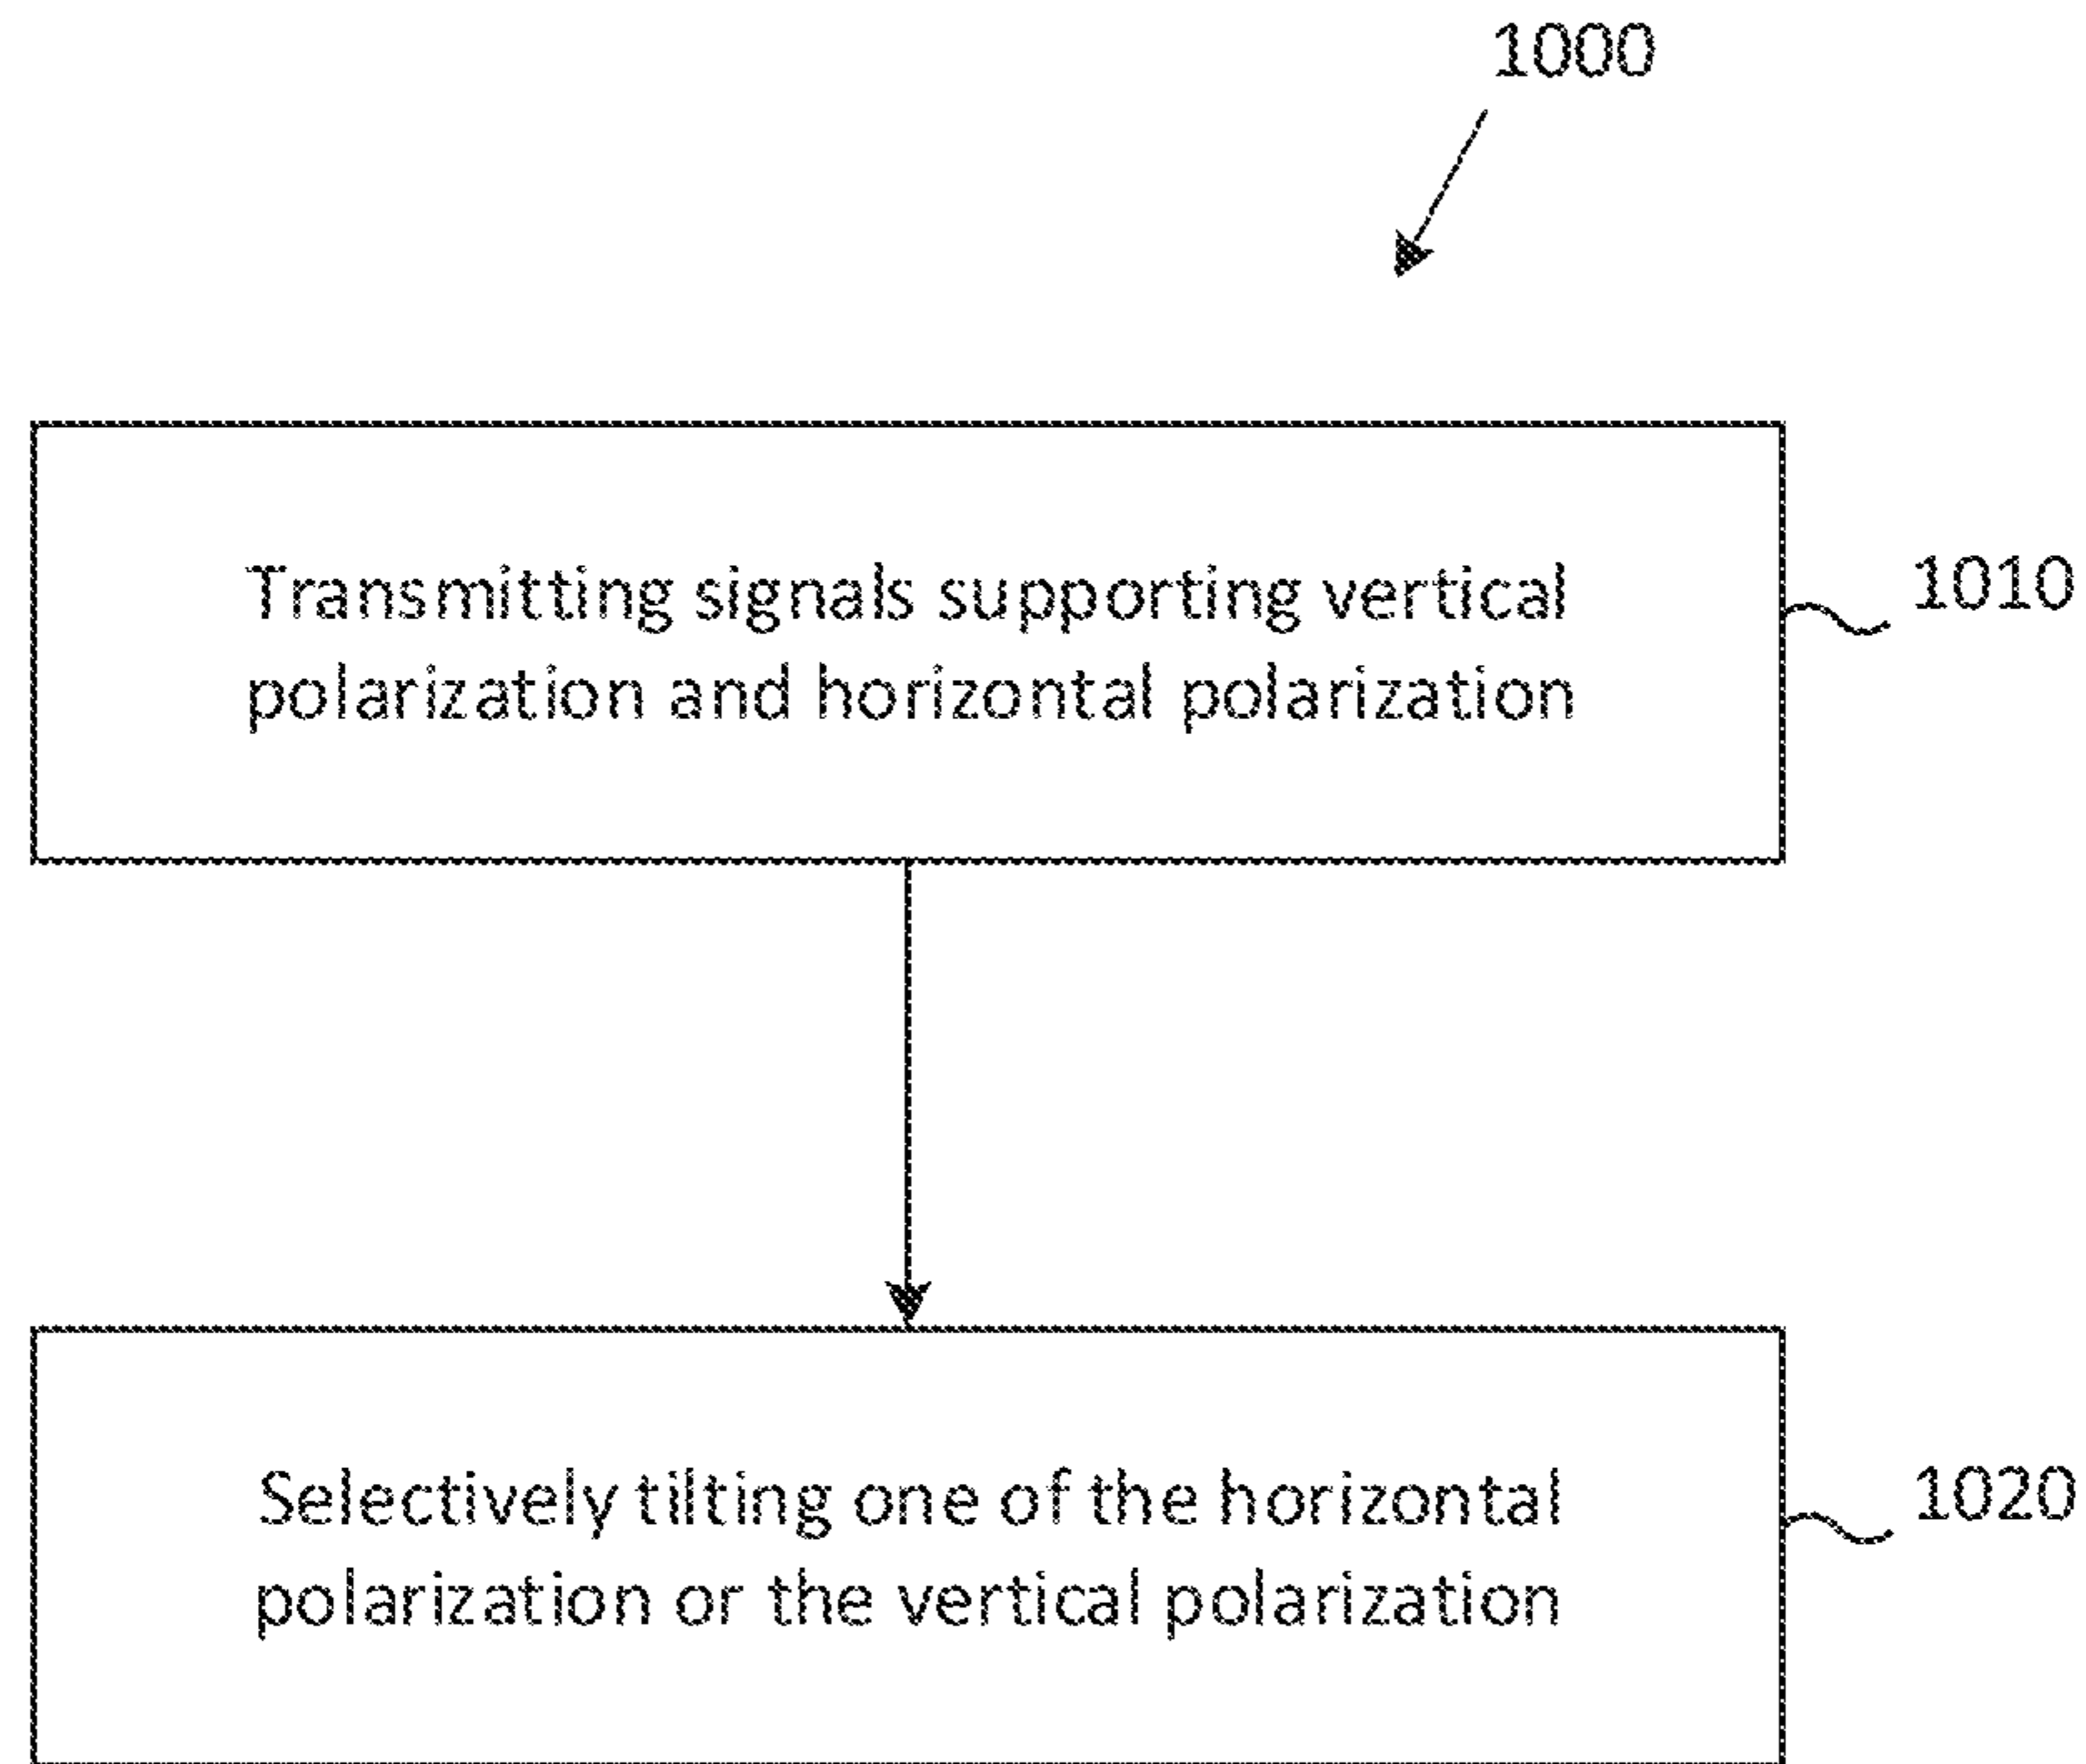 1000
Transmitting signals supporting vertical
polarization and horizontal polarization
1010
Selectively tilting one of the horizontal
polarization or the vertical polarization
1020